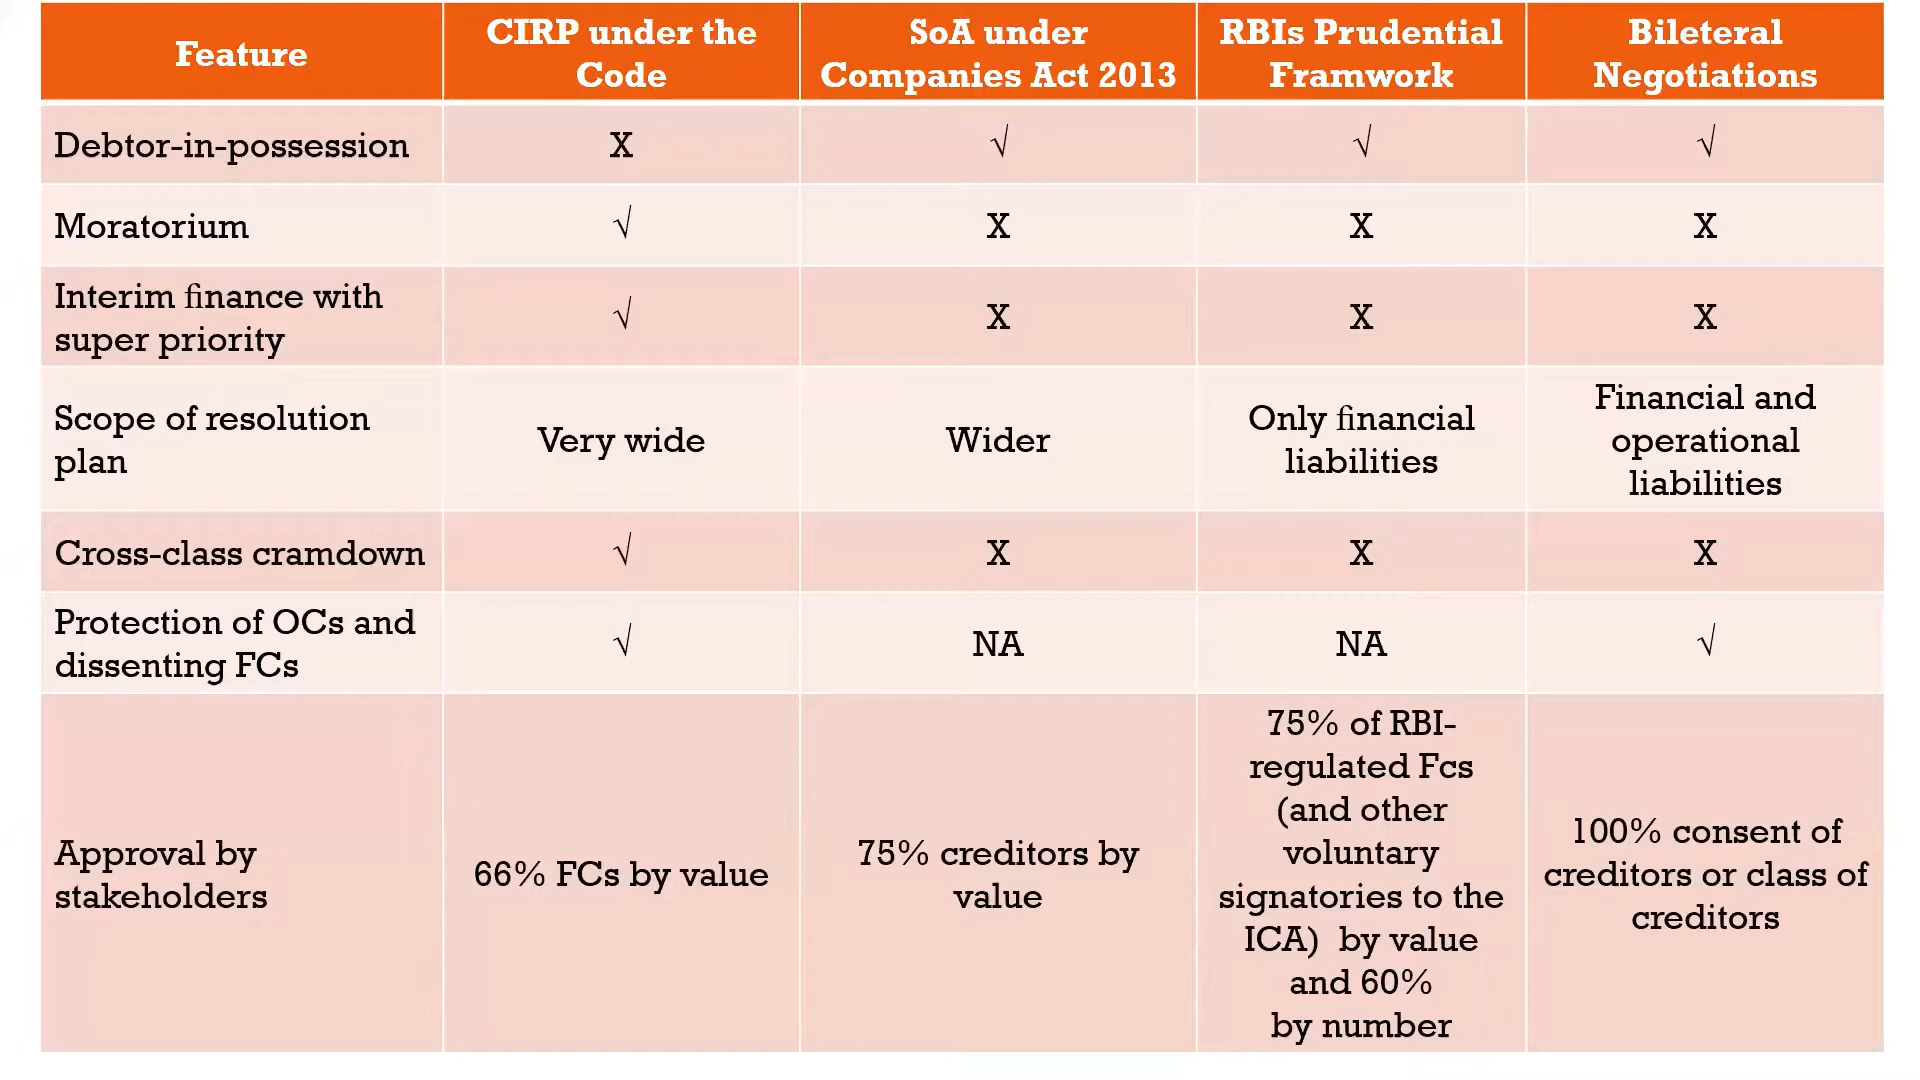 Feature
CIRP under the
Code
SoA under
Companies Act 2013
RBIs Prudential
Framwork
Bileteral
Negotiations
Debtor-in-possession
X
√
√
√
Moratorium
√
X
X
X
Interim finance with
super priority
√
X
X
X
Scope of resolution
plan
Very wide
Wider
Only financial
liabilities
Financial and
operational
liabilities
Cross-class cramdown
√
X
X
X
Protection of OCs and
dissenting FCs
√
NA
NA
√
Approval by
stakeholders
66% FCs by value
75% creditors by
value
75% of RBI-
regulated Fcs
(and other
voluntary
signatories to the
ICA) by value
and 60%
by number
100% consent of
creditors or class of
creditors